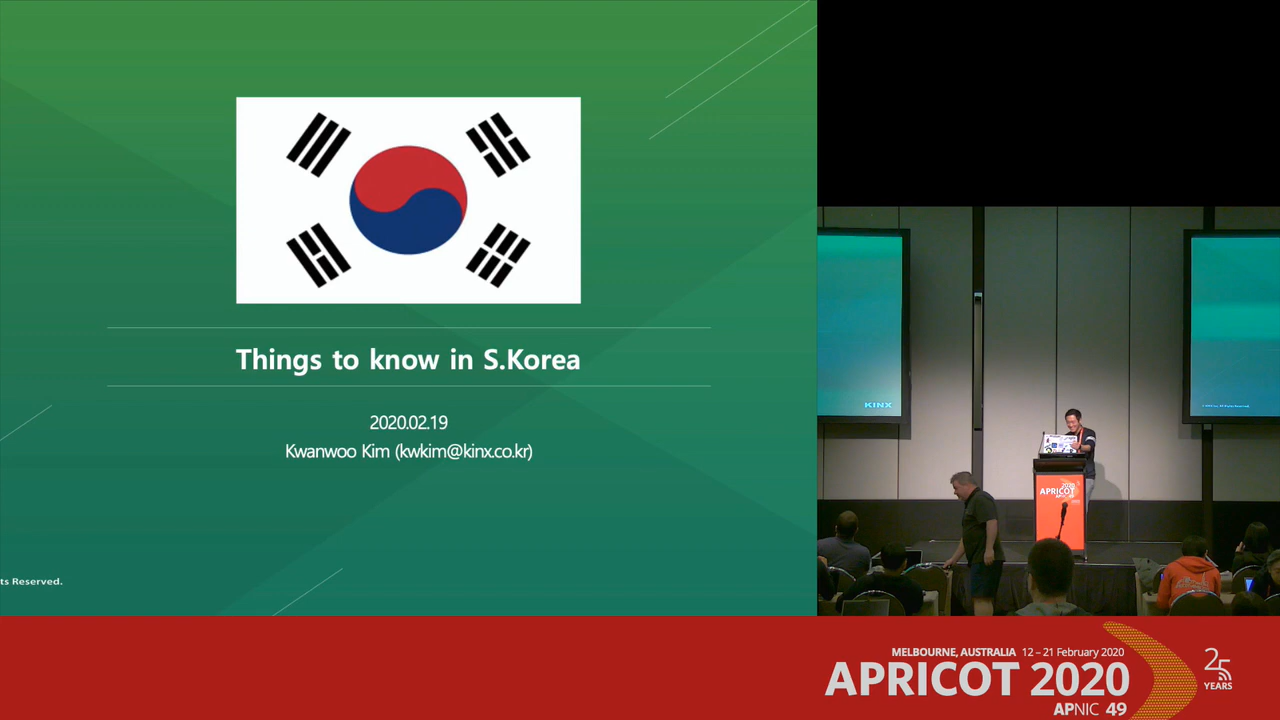 Things to know in S.Korea
2020.02.19
Kwanwoo Kim (kwkim@kinx.co.kr)
ts Reserved.
KINX
2020
APRICOT
MELBOURNE, AUSTRALIA 12 – 21 February 2020
APRICOT 2020
APNIC 49
25
YEARS